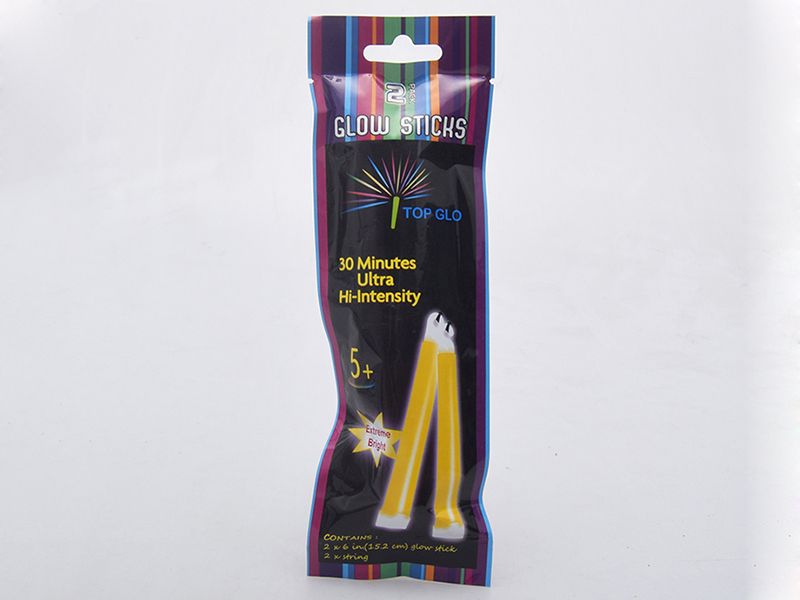 2 PACK
GLOW STICKS
TOP GLO
30 Minutes
Ultra
Hi-Intensity
5+
Extreme
Bright
CONTAINS :
2 x 6 in(15.2 cm) glow stick
2 x string